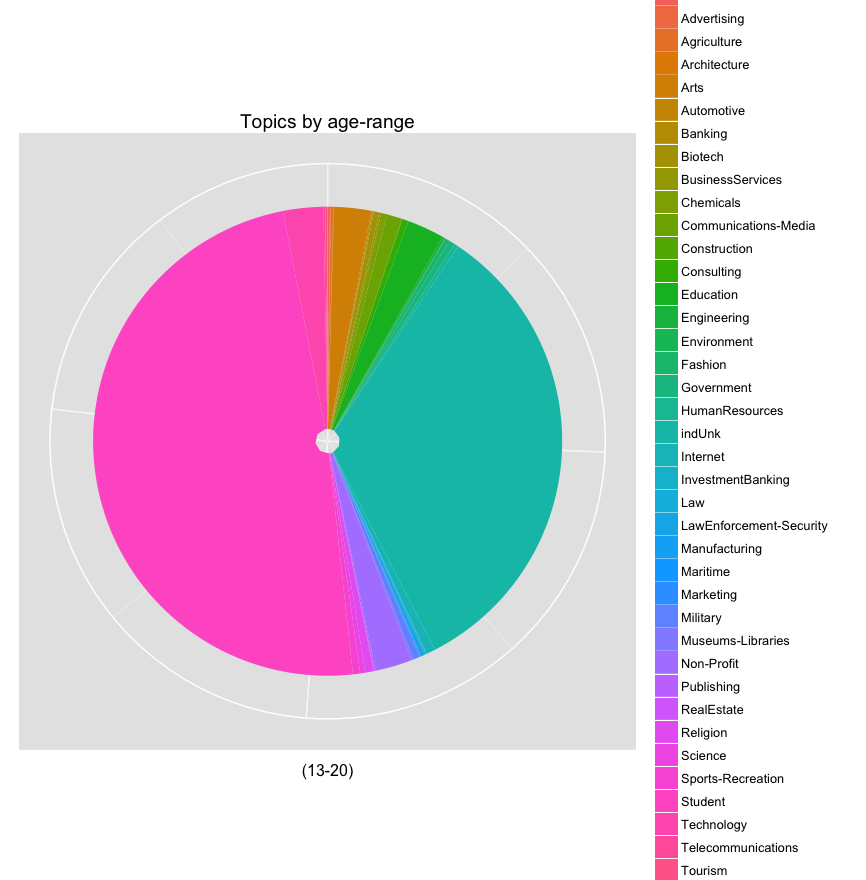 Topics by age-range
(13-20)
Advertising
Agriculture
Architecture
Arts
Automotive
Banking
Biotech
BusinessServices
Chemicals
Communications-Media
Construction
Consulting
Education
Engineering
Environment
Fashion
Government
HumanResources
indUnk
Internet
InvestmentBanking
Law
LawEnforcement-Security
Manufacturing
Maritime
Marketing
Military
Museums-Libraries
Non-Profit
Publishing
RealEstate
Religion
Science
Sports-Recreation
Student
Technology
Telecommunications
Tourism